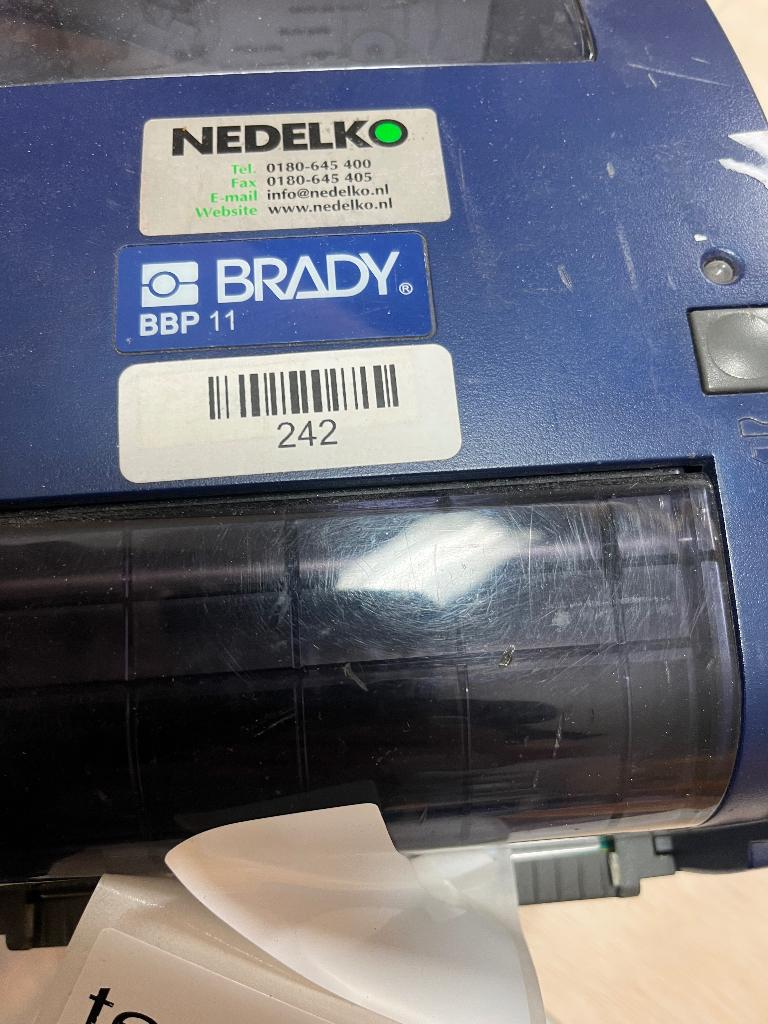 NEDELKO
Tel. 0180-645 400
Fax 0180-645 405
E-mail info@nedelko.nl
Website www.nedelko.nl
BRADY®
BBP 11
242
te